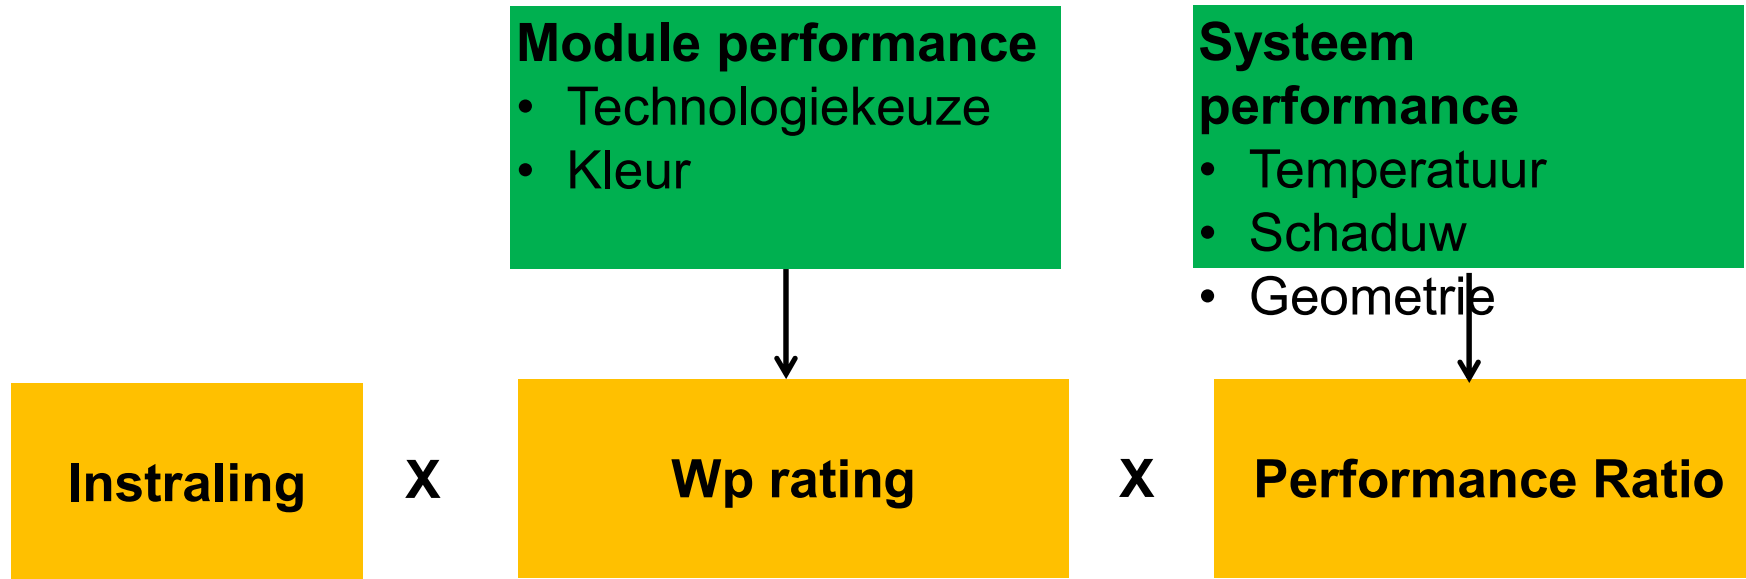 Module performance
• Technologiekeuze
• Kleur
Systeem
performance
• Temperatuur
• Schaduw
• Geometrie
Instraling
X
Wp rating
X
Performance Ratio